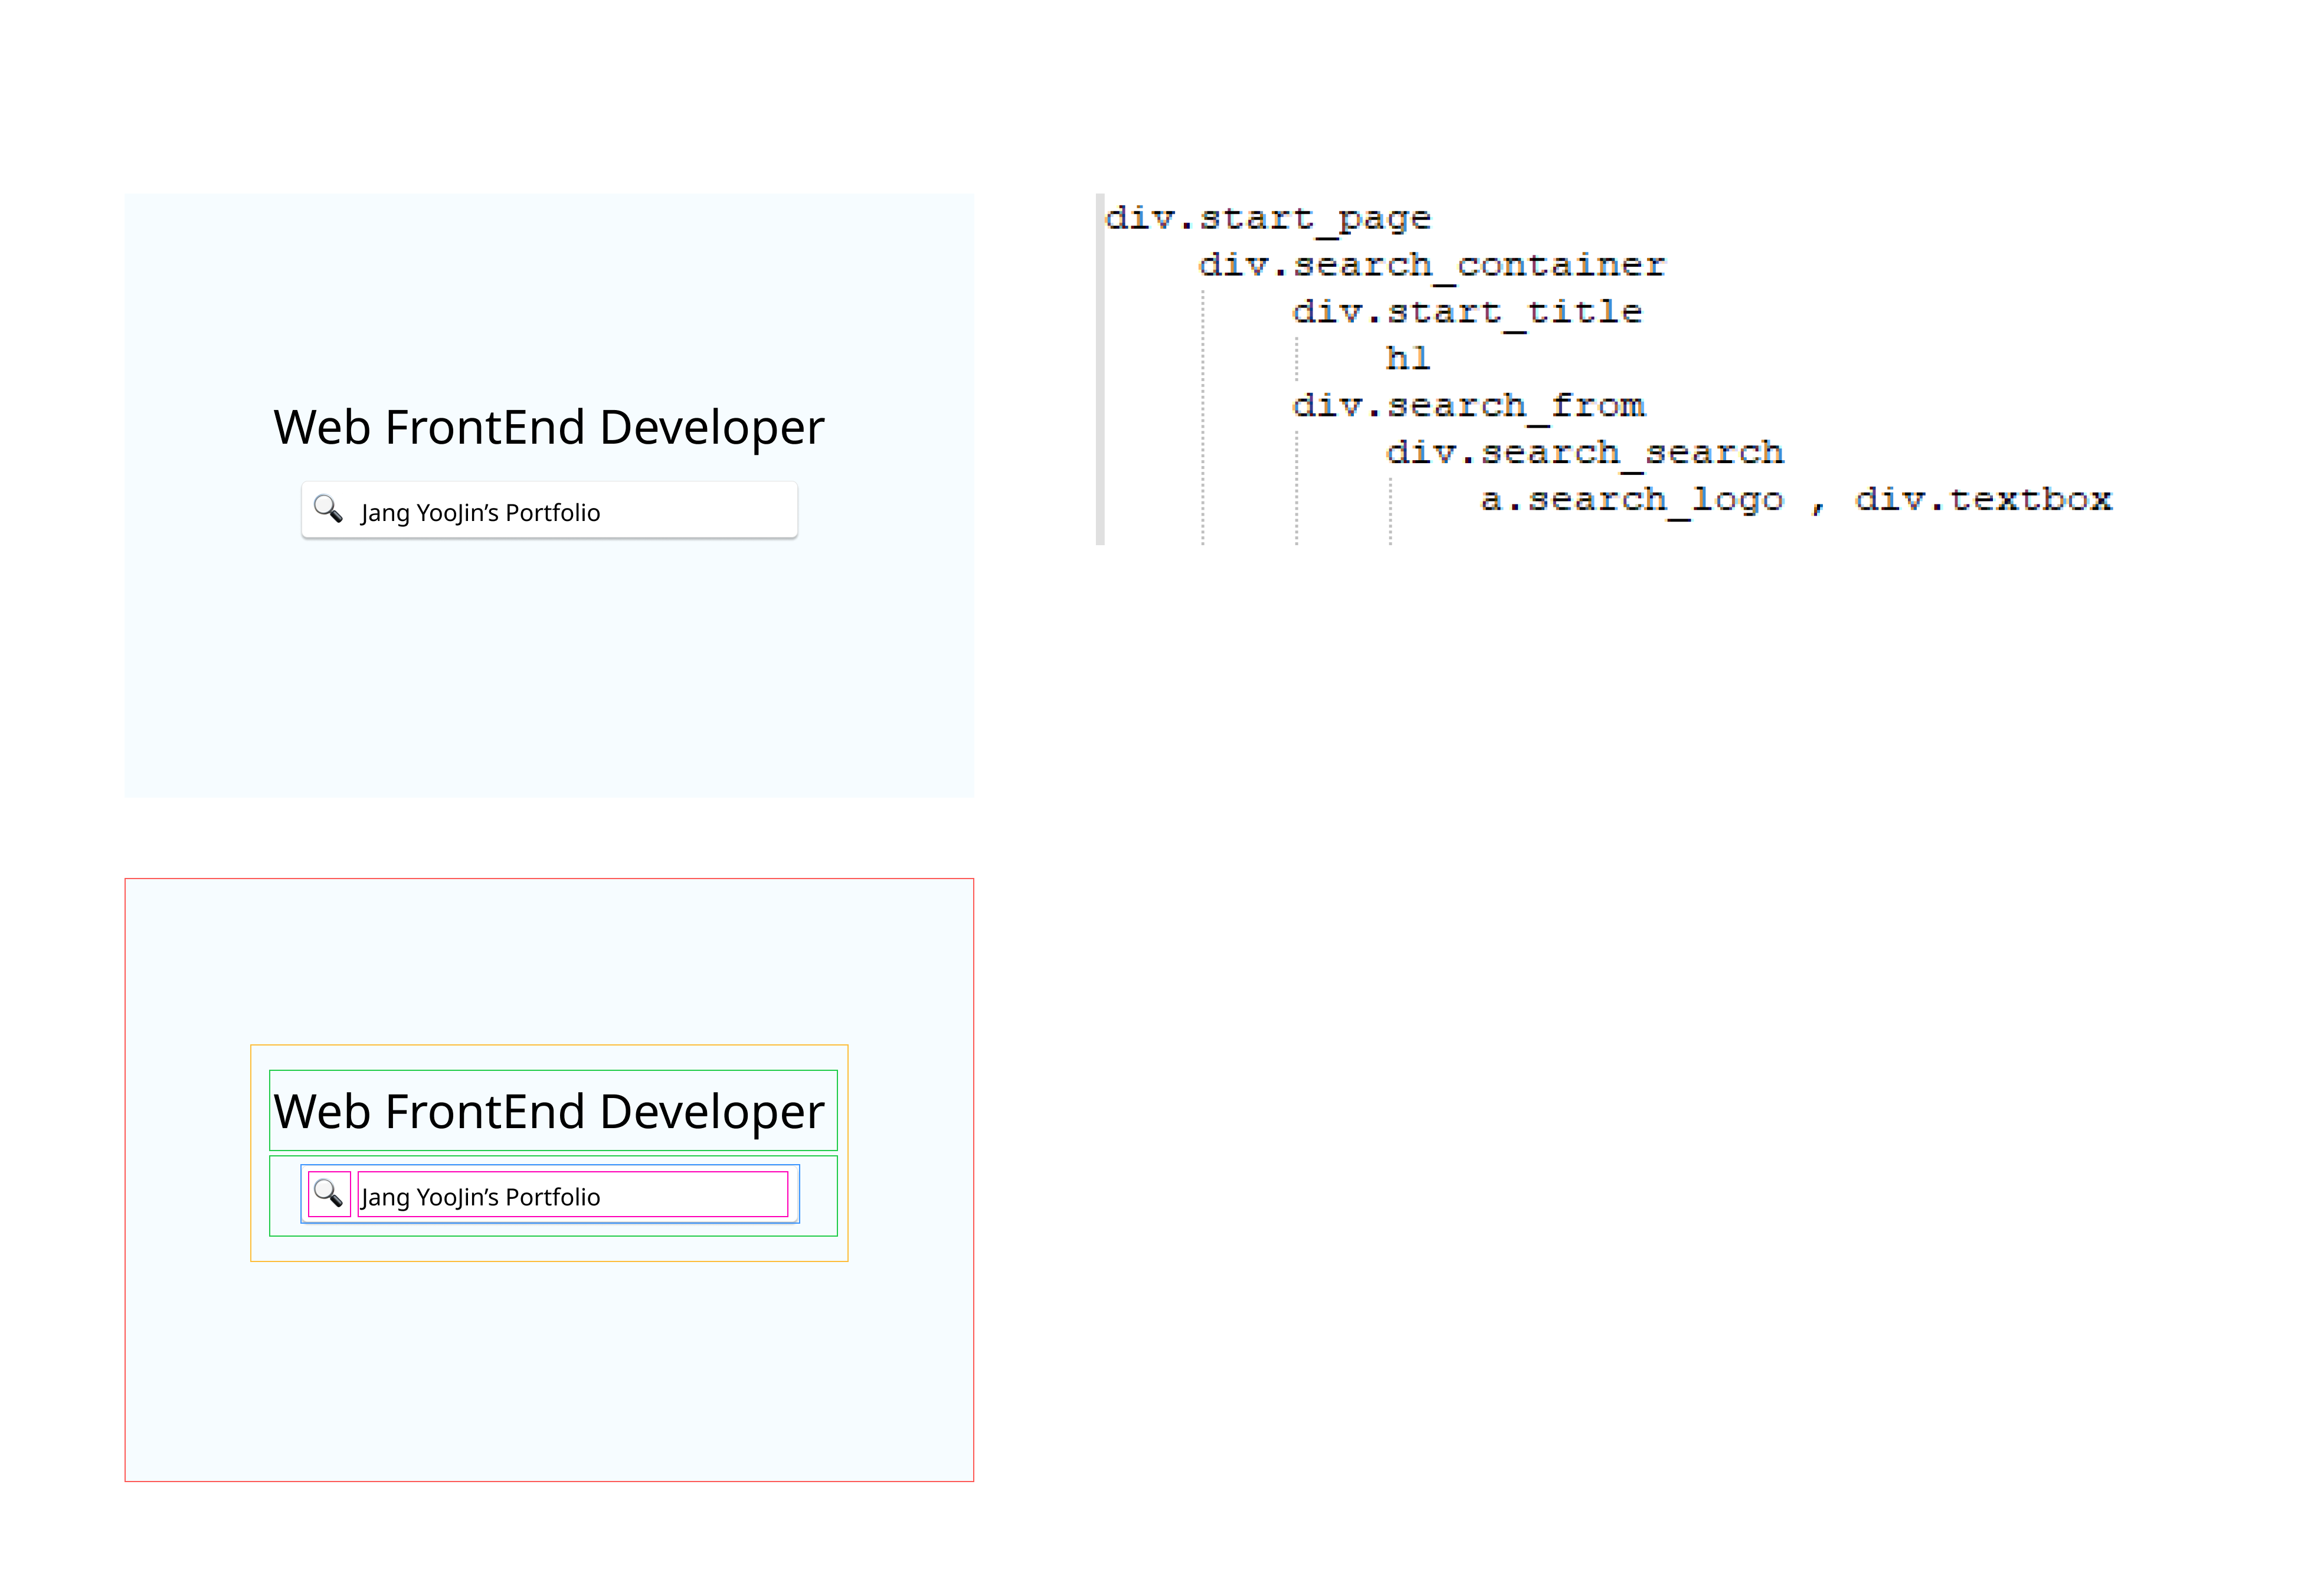 Web FrontEnd Developer
Jang YooJin’s Portfolio
div.start_page
div.search_container
div.start_title
h1
div.search_from
div.search_search
a.search_logo , div.textbox
Web FrontEnd Developer
Jang YooJin’s Portfolio